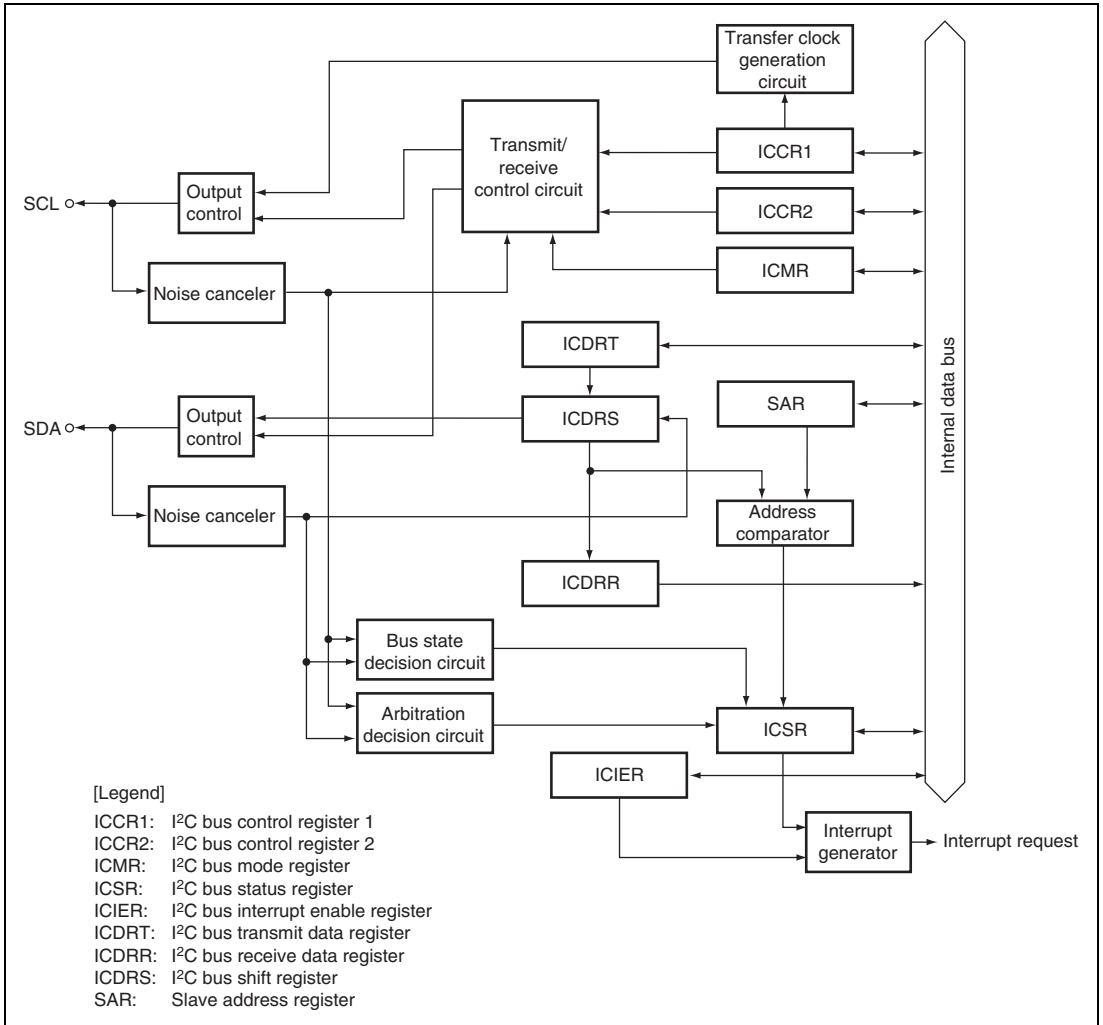 Transfer clock
generation
circuit
Transmit/
receive
control circuit
ICCR1
SCL
Output
control
ICCR2
ICMR
Noise canceler
ICDRT
Internal data bus
SAR
SDA
Output
control
ICDRS
Noise canceler
Address
comparator
ICDRR
Bus state
decision circuit
Arbitration
decision circuit
ICSR
ICIER
Interrupt
generator
Interrupt request
[Legend]
ICCR1: I²C bus control register 1
ICCR2: I²C bus control register 2
ICMR: I²C bus mode register
ICSR: I²C bus status register
ICIER: I²C bus interrupt enable register
ICDRT: I²C bus transmit data register
ICDRR: I²C bus receive data register
ICDRS: I²C bus shift register
SAR: Slave address register